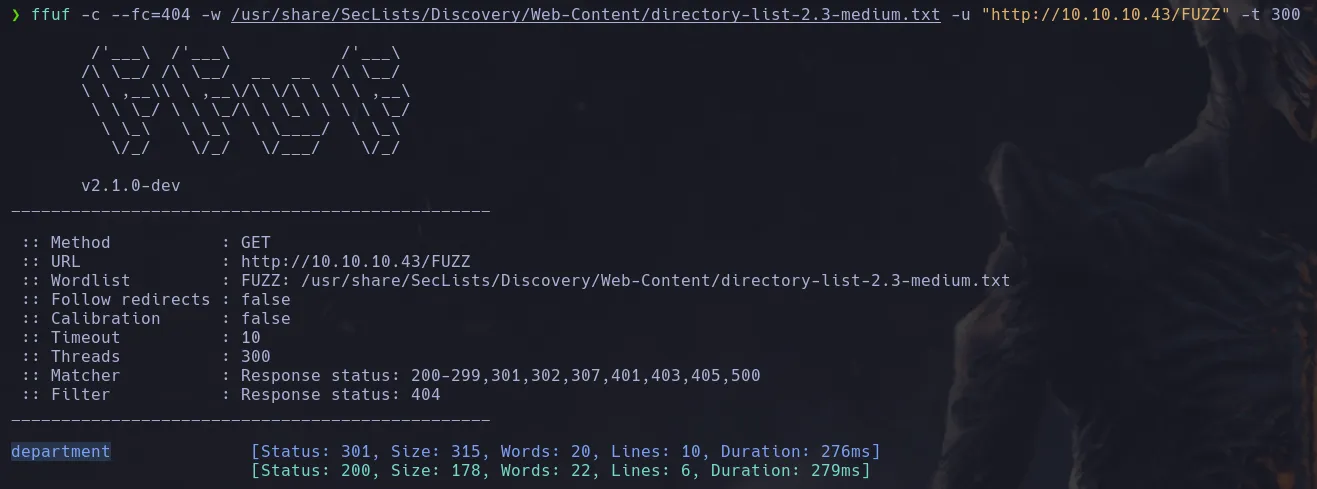 ❯ ffuf -c --fc=404 -w /usr/share/SecLists/Discovery/Web-Content/directory-list-2.3-medium.txt -u "http://10.10.10.43/FUZZ" -t 300
        /'___\  /'___\           /'___\
       /\ \__/ /\ \__/  __  __  /\ \__/
       \ \ ,__\\ \ ,__\/\ \/\ \ \ \ ,__\
        \ \ \_/ \ \ \_/\ \ \_\ \ \ \ \_/
         \ \_\   \ \_\  \ \____/  \ \_\
          \/_/    \/_/   \/___/    \/_/
       v2.1.0-dev
________________________________________________
 :: Method           : GET
 :: URL              : http://10.10.10.43/FUZZ
 :: Wordlist         : FUZZ: /usr/share/SecLists/Discovery/Web-Content/directory-list-2.3-medium.txt
 :: Follow redirects : false
 :: Calibration      : false
 :: Timeout          : 10
 :: Threads          : 300
 :: Matcher          : Response status: 200-299,301,302,307,401,403,405,500
 :: Filter           : Response status: 404
________________________________________________
department              [Status: 301, Size: 315, Words: 20, Lines: 10, Duration: 276ms]
                        [Status: 200, Size: 178, Words: 22, Lines: 6, Duration: 279ms]